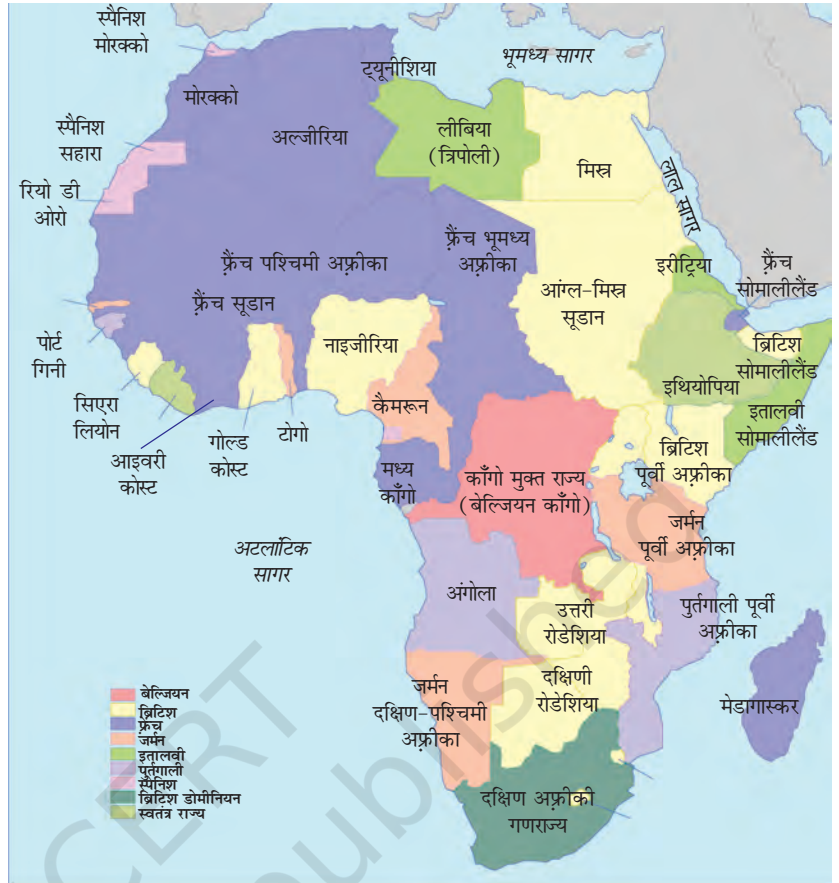 स्पैनिश
मोरक्को
ट्यूनीशिया
भूमध्य सागर
मोरक्को
स्पैनिश
सहारा
अल्जीरिया
लीबिया
(त्रिपोली)
मिस्र
लाल सागर
रियो डी
ओरो
फ़्रैंच पश्चिमी अफ़्रीका
फ़्रैंच भूमध्य
अफ़्रीका
इरीट्रिया
फ़्रैंच
सोमालीलैंड
फ़्रैंच सूडान
आंग्ल-मिस्र
सूडान
पोर्ट
गिनी
नाइजीरिया
ब्रिटिश
सोमालीलैंड
इथियोपिया
सिएरा
लियोन
कैमरून
इतालवी
सोमालीलैंड
आइवरी
कोस्ट
गोल्ड
कोस्ट
टोगो
ब्रिटिश
पूर्वी अफ़्रीका
मध्य
काँगो
काँगो मुक्त राज्य
(बेल्जियन काँगो)
जर्मन
पूर्वी अफ़्रीका
अटलांटिक
सागर
अंगोला
उत्तरी
रोडेशिया
पुर्तगाली पूर्वी
अफ़्रीका
जर्मन
दक्षिण-पश्चिमी
अफ़्रीका
दक्षिणी
रोडेशिया
मेडागास्कर
दक्षिण अफ़्रीकी
गणराज्य
बेल्जियन
ब्रिटिश
फ़्रैंच
जर्मन
इतालवी
पुर्तगाली
स्पैनिश
ब्रिटिश डोमीनियन
स्वतंत्र राज्य
CERT
published